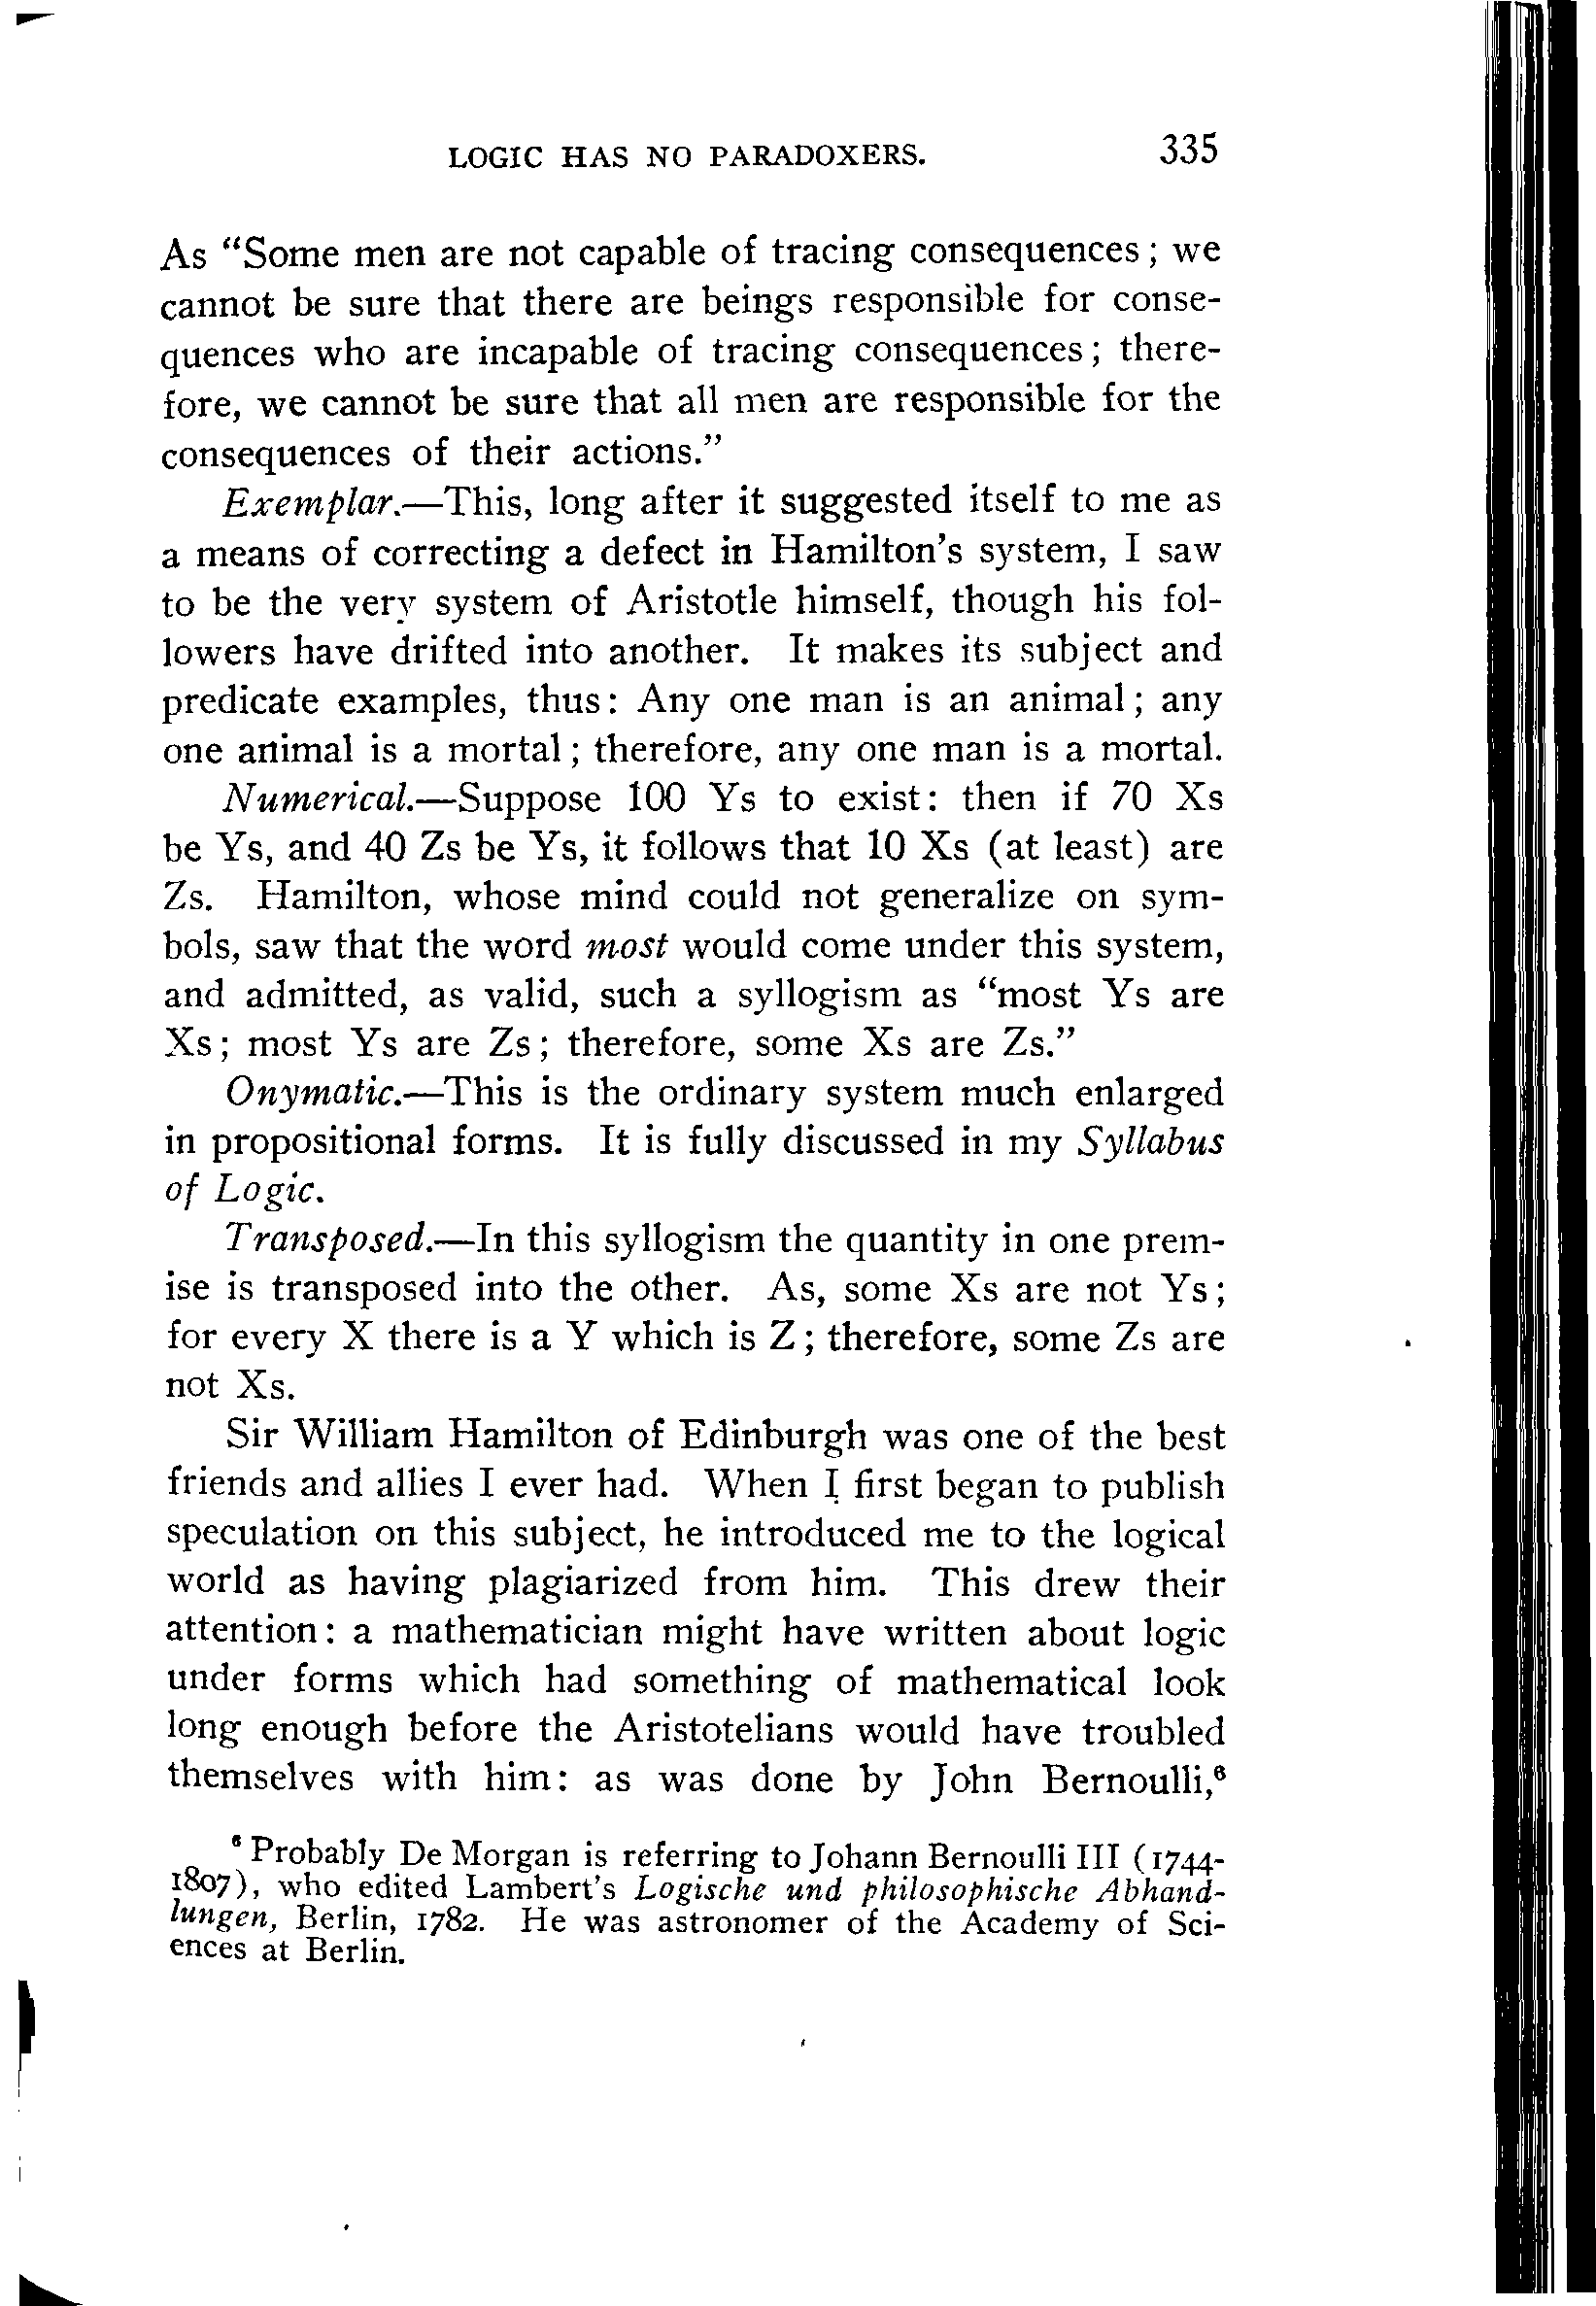 LOGIC HAS NO PARADOXERS. 335
As "Some men are not capable of tracing consequences; we
cannot be sure that there are beings responsible for conse-
quences who are incapable of tracing consequences; there-
fore, we cannot be sure that all men are responsible for the
consequences of their actions."
Exemplar.—This, long after it suggested itself to me as
a means of correcting a defect in Hamilton's system, I saw
to be the very system of Aristotle himself, though his fol-
lowers have drifted into another. It makes its subject and
predicate examples, thus: Any one man is an animal; any
one animal is a mortal; therefore, any one man is a mortal.
Numerical.—Suppose 100 Ys to exist: then if 70 Xs
be Ys, and 40 Zs be Ys, it follows that 10 Xs (at least) are
Zs. Hamilton, whose mind could not generalize on sym-
bols, saw that the word most would come under this system,
and admitted, as valid, such a syllogism as "most Ys are
Xs; most Ys are Zs; therefore, some Xs are Zs."
Onymatic.—This is the ordinary system much enlarged
in propositional forms. It is fully discussed in my Syllabus
of Logic.
Transposed.—In this syllogism the quantity in one prem-
ise is transposed into the other. As, some Xs are not Ys;
for every X there is a Y which is Z; therefore, some Zs are
not Xs.
Sir William Hamilton of Edinburgh was one of the best
friends and allies I ever had. When I first began to publish
speculation on this subject, he introduced me to the logical
world as having plagiarized from him. This drew their
attention: a mathematician might have written about logic
under forms which had something of mathematical look
long enough before the Aristotelians would have troubled
themselves with him: as was done by John Bernoulli,⁶
⁶ Probably De Morgan is referring to Johann Bernoulli III (1744-
1807), who edited Lambert's Logische und philosophische Abhand-
lungen, Berlin, 1782. He was astronomer of the Academy of Sci-
ences at Berlin.